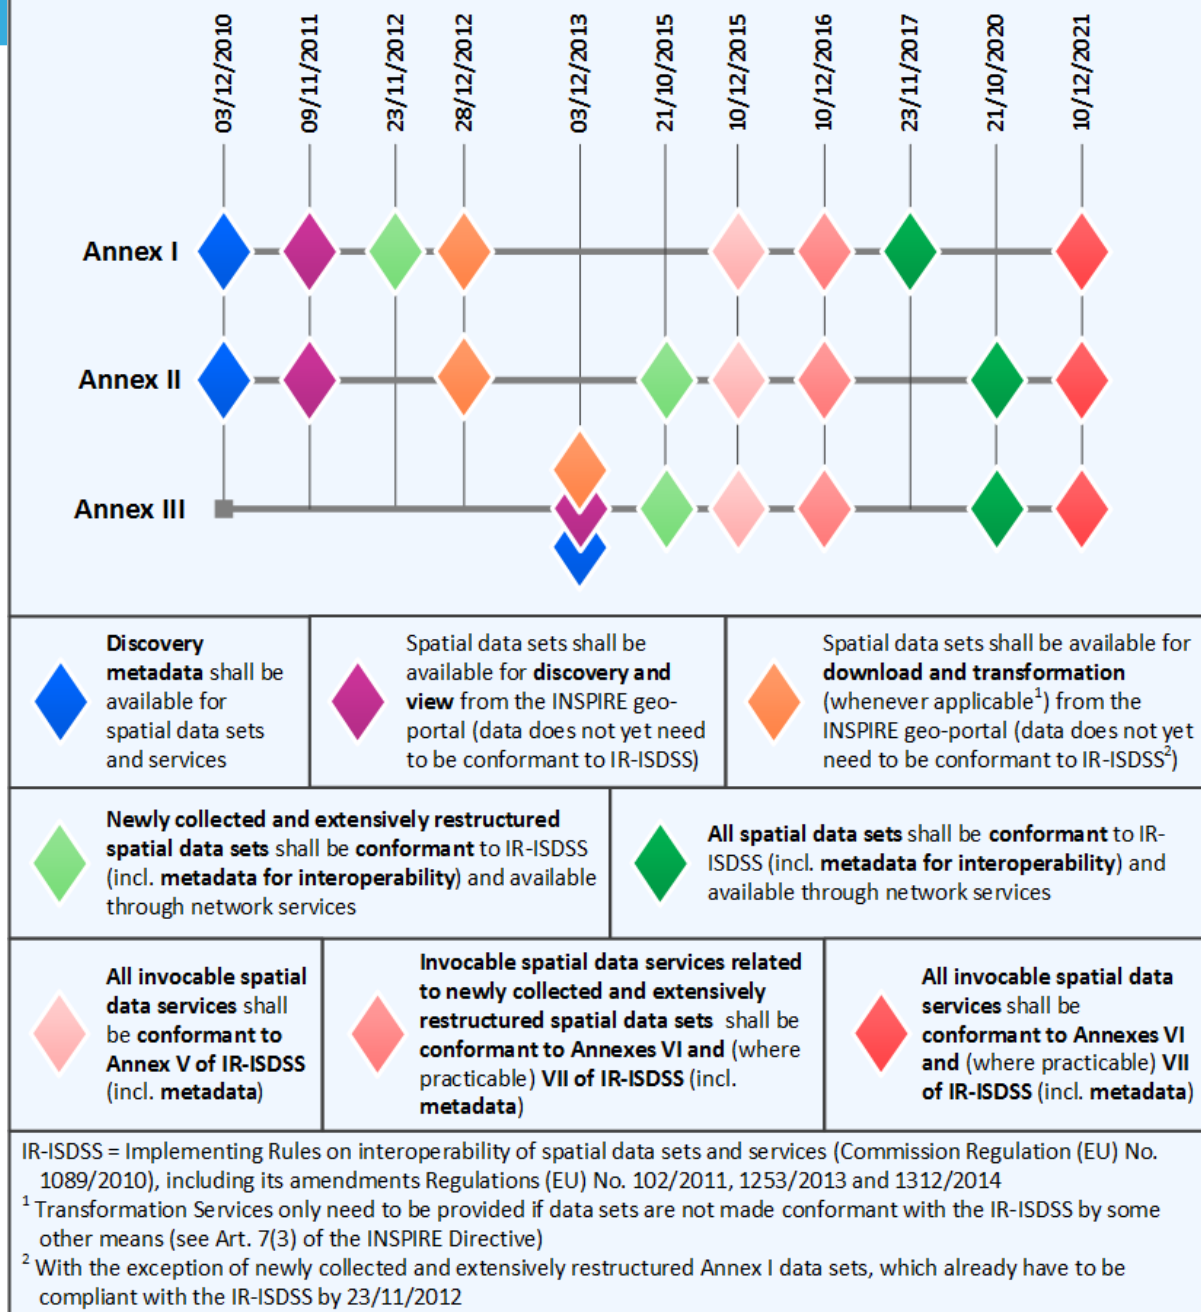 03/12/2010
09/11/2011
23/11/2012
28/12/2012
03/12/2013
21/10/2015
10/12/2015
10/12/2016
23/11/2017
21/10/2020
10/12/2021
Annex I
Annex II
Annex III
Discovery
metadata shall be
available for
spatial data sets
and services
Spatial data sets shall be
available for discovery and
view from the INSPIRE geo-
portal (data does not yet need
to be conformant to IR-ISDSS)
Spatial data sets shall be available for
download and transformation
(whenever applicable¹) from the
INSPIRE geo-portal (data does not yet
need to be conformant to IR-ISDSS²)
Newly collected and extensively restructured
spatial data sets shall be conformant to IR-ISDSS
(incl. metadata for interoperability) and available
through network services
All spatial data sets shall be conformant to IR-
ISDSS (incl. metadata for interoperability) and
available through network services
All invocable spatial
data services shall
be conformant to
Annex V of IR-ISDSS
(incl. metadata)
Invocable spatial data services related
to newly collected and extensively
restructured spatial data sets shall be
conformant to Annexes VI and (where
practicable) VII of IR-ISDSS (incl.
metadata)
All invocable spatial data
services shall be
conformant to Annexes VI
and (where practicable) VII
of IR-ISDSS (incl. metadata)
IR-ISDSS = Implementing Rules on interoperability of spatial data sets and services (Commission Regulation (EU) No.
1089/2010), including its amendments Regulations (EU) No. 102/2011, 1253/2013 and 1312/2014
¹ Transformation Services only need to be provided if data sets are not made conformant with the IR-ISDSS by some
other means (see Art. 7(3) of the INSPIRE Directive)
² With the exception of newly collected and extensively restructured Annex I data sets, which already have to be
compliant with the IR-ISDSS by 23/11/2012